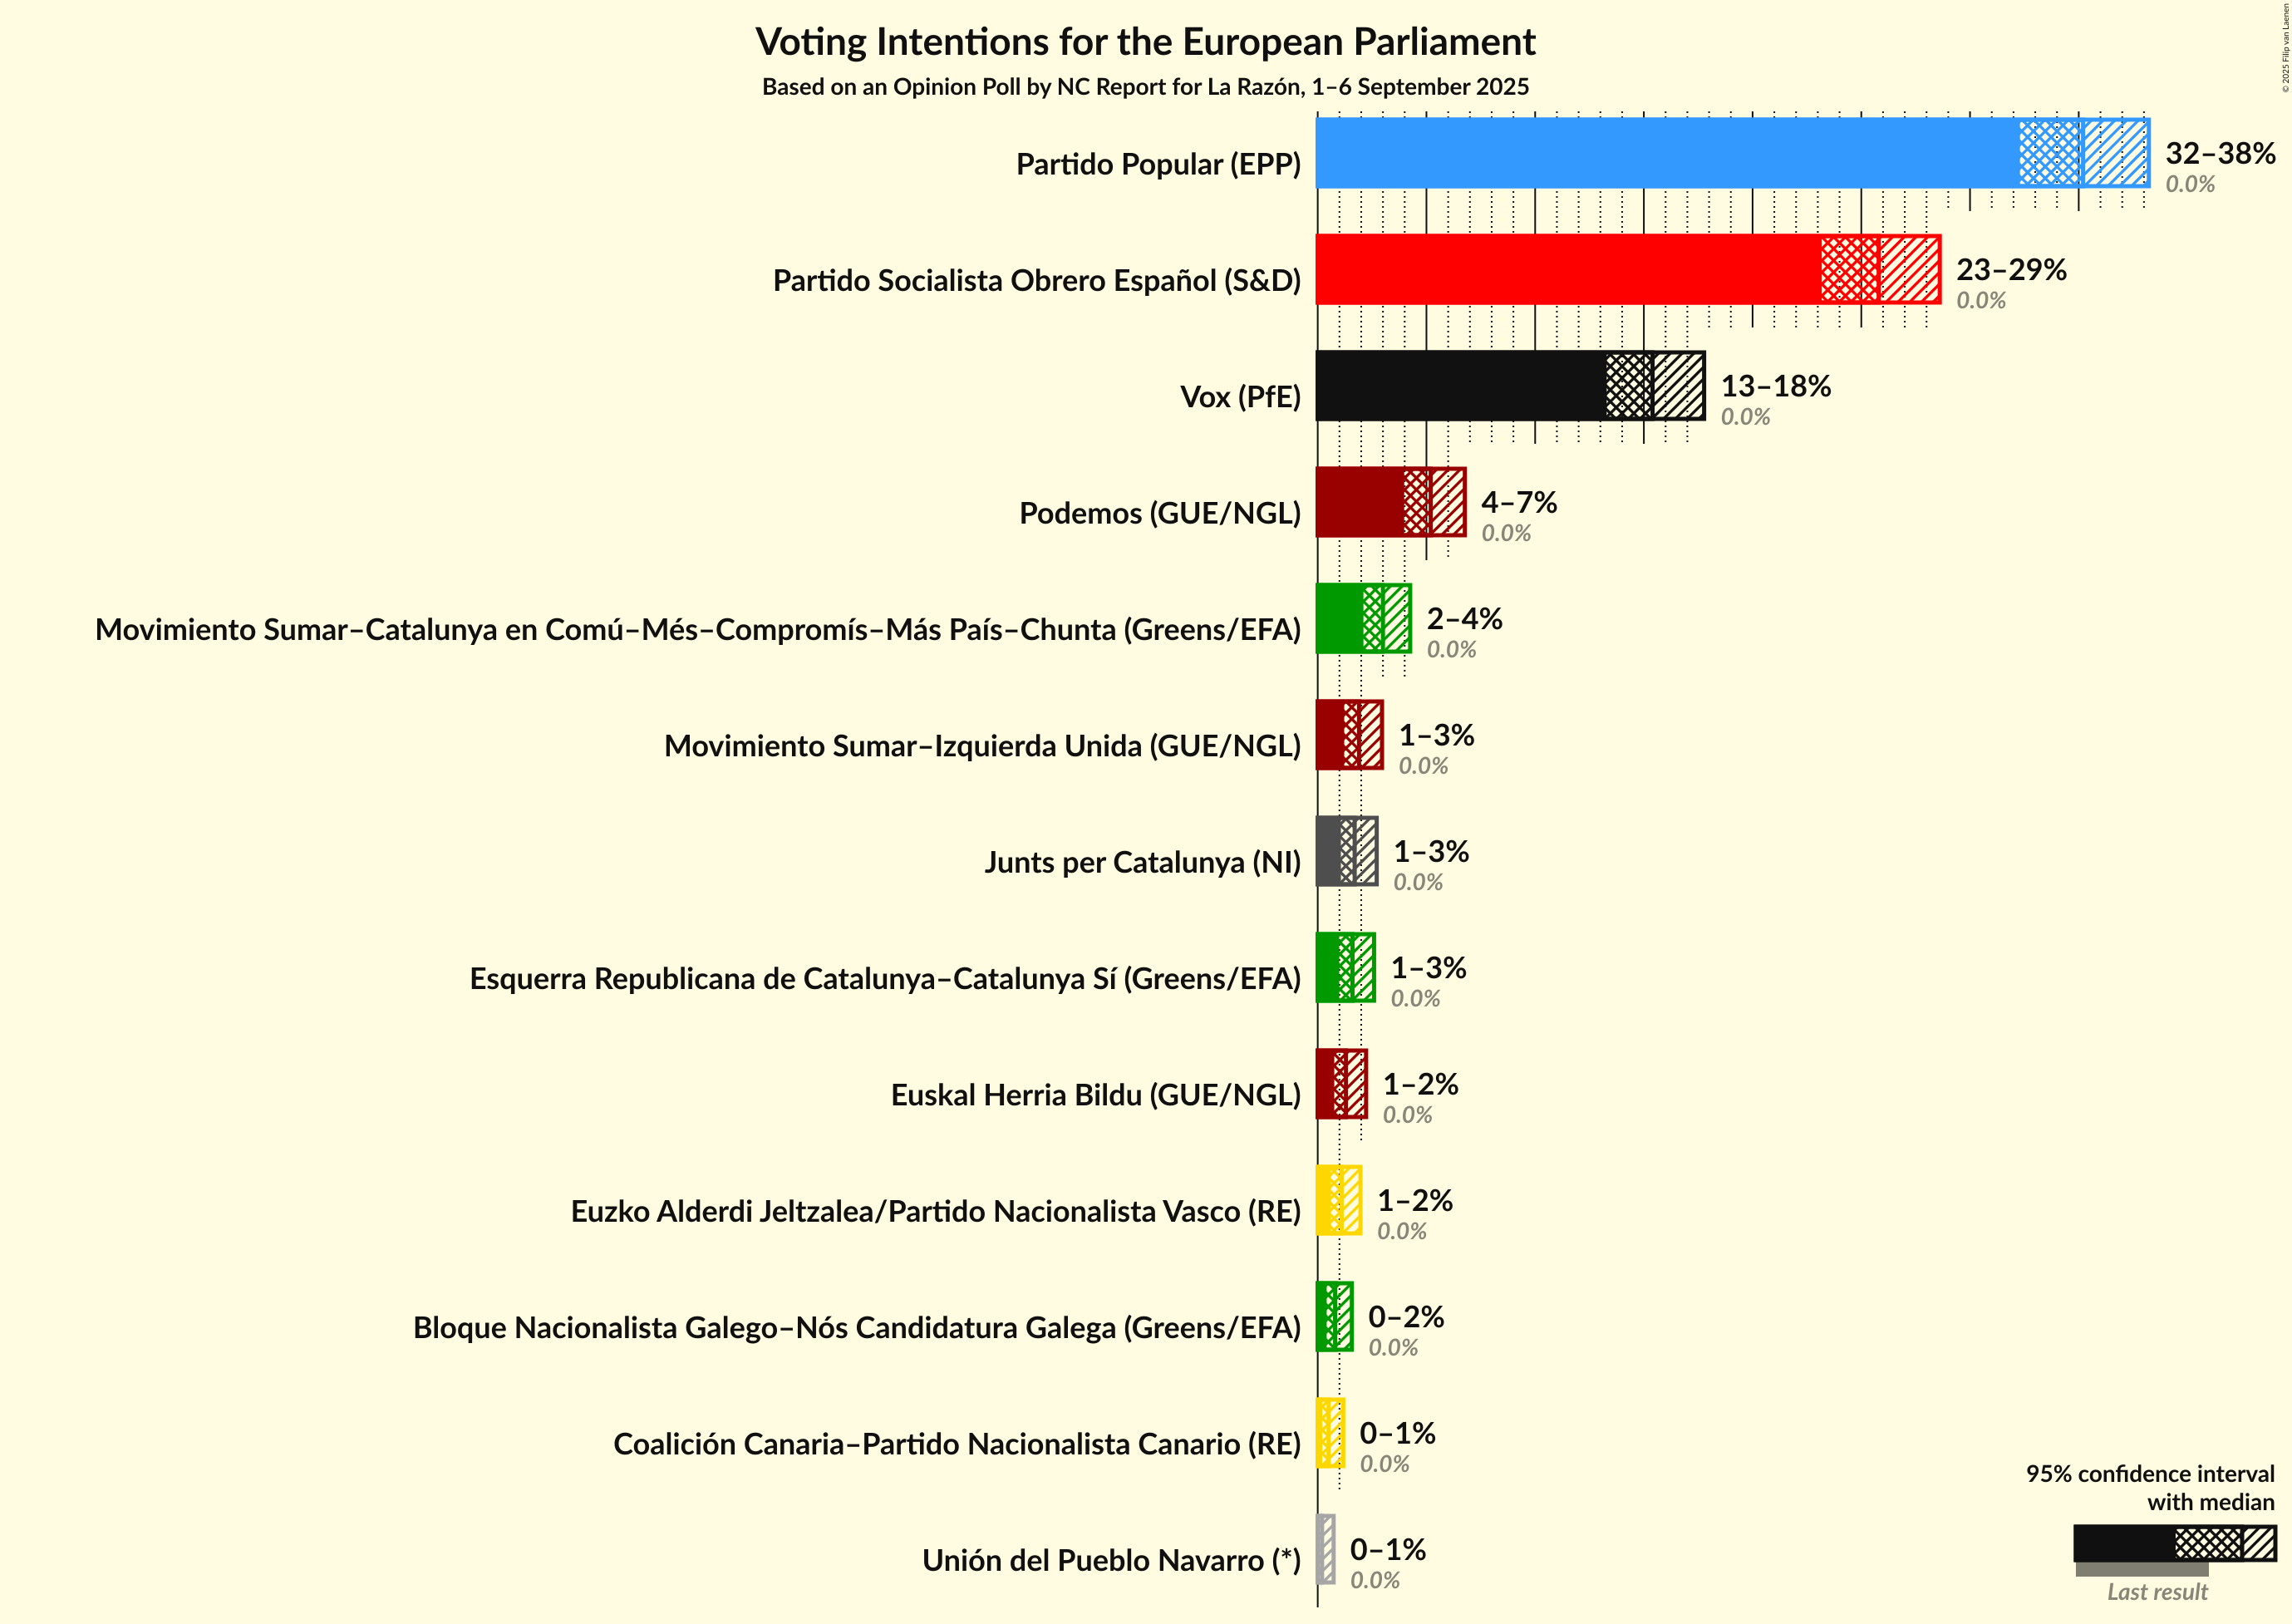 Voting Intentions for the European Parliament
Based on an Opinion Poll by NC Report for La Razón, 1–6 September 2025
© 2025 Filip van Laenen
Partido Popular (EPP)
32–38%
0.0%
Partido Socialista Obrero Español (S&D)
23–29%
0.0%
Vox (PfE)
13–18%
0.0%
Podemos (GUE/NGL)
4–7%
0.0%
Movimiento Sumar–Catalunya en Comú–Més–Compromís–Más País–Chunta (Greens/EFA)
2–4%
0.0%
Movimiento Sumar–Izquierda Unida (GUE/NGL)
1–3%
0.0%
Junts per Catalunya (NI)
1–3%
0.0%
Esquerra Republicana de Catalunya–Catalunya Sí (Greens/EFA)
1–3%
0.0%
Euskal Herria Bildu (GUE/NGL)
1–2%
0.0%
Euzko Alderdi Jeltzalea/Partido Nacionalista Vasco (RE)
1–2%
0.0%
Bloque Nacionalista Galego–Nós Candidatura Galega (Greens/EFA)
0–2%
0.0%
Coalición Canaria–Partido Nacionalista Canario (RE)
0–1%
0.0%
Unión del Pueblo Navarro (*)
0–1%
0.0%
95% confidence interval
with median
Last result